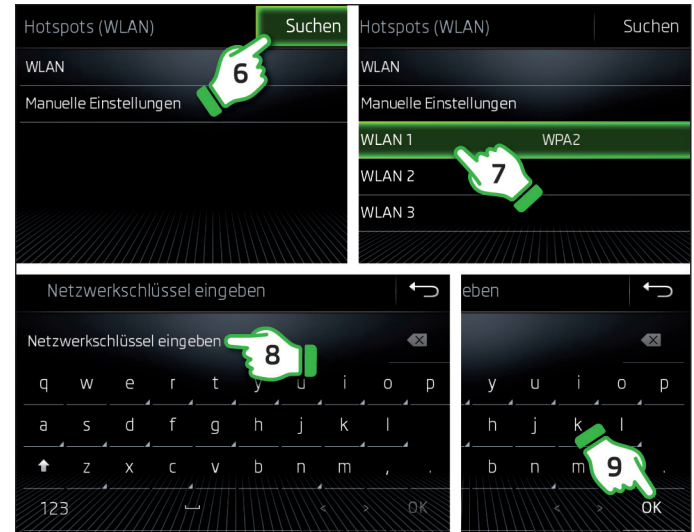 Hotspots (WLAN) Suchen
WLAN
Manuelle Einstellungen
6
Hotspots (WLAN) Suchen
WLAN
Manuelle Einstellungen
WLAN 1 WPA2
WLAN 2
WLAN 3
7
Netzwerkschlüssel eingeben
Netzwerkschlüssel eingeben
8
q w e r t y u i o p
a s d f g h j k l
z x c v b n m , .
123 < > OK
eben
y u i o p
h j k l
b n m .
9
< > OK